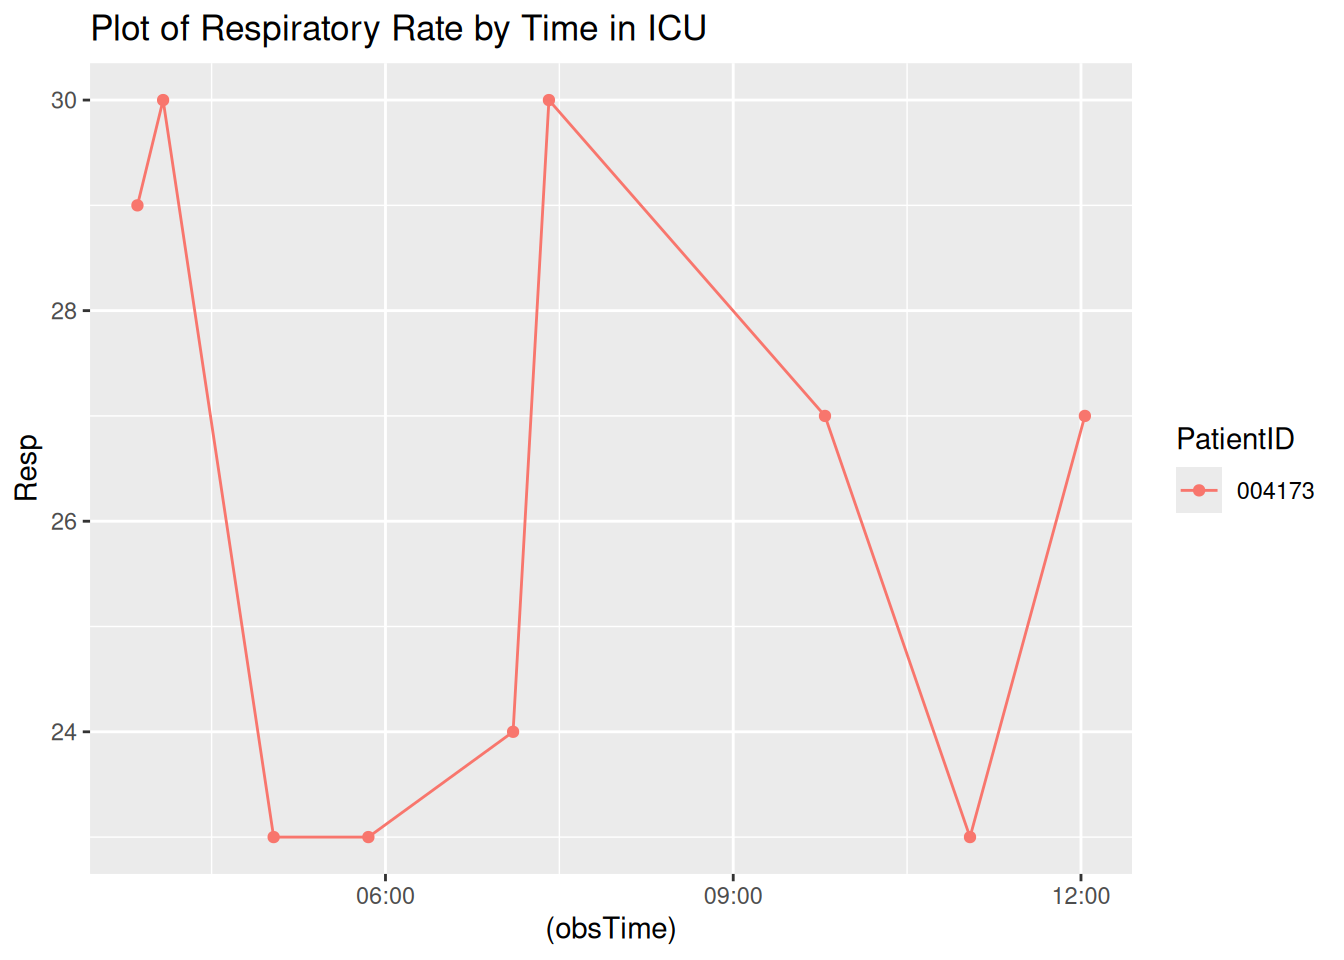 Plot of Respiratory Rate by Time in ICU
30
28
26
24
Resp
06:00
09:00
12:00
(obsTime)
PatientID
004173